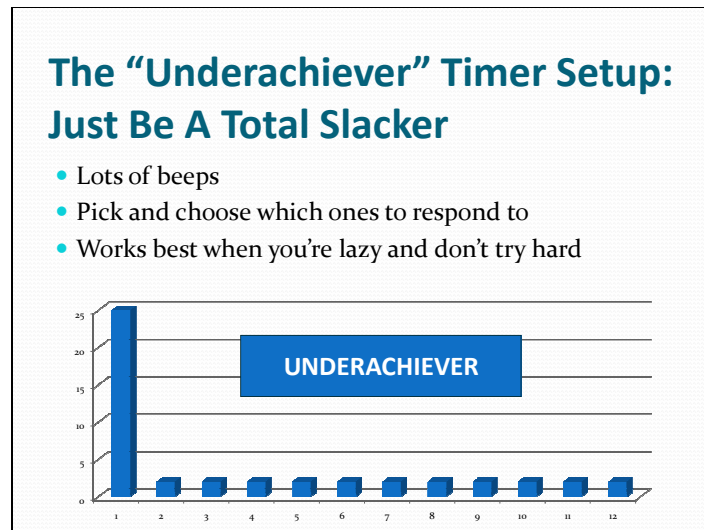 The “Underachiever” Timer Setup:
Just Be A Total Slacker
• Lots of beeps
• Pick and choose which ones to respond to
• Works best when you’re lazy and don’t try hard
UNDERACHIEVER
25
20
15
10
5
0
1 2 3 4 5 6 7 8 9 10 11 12